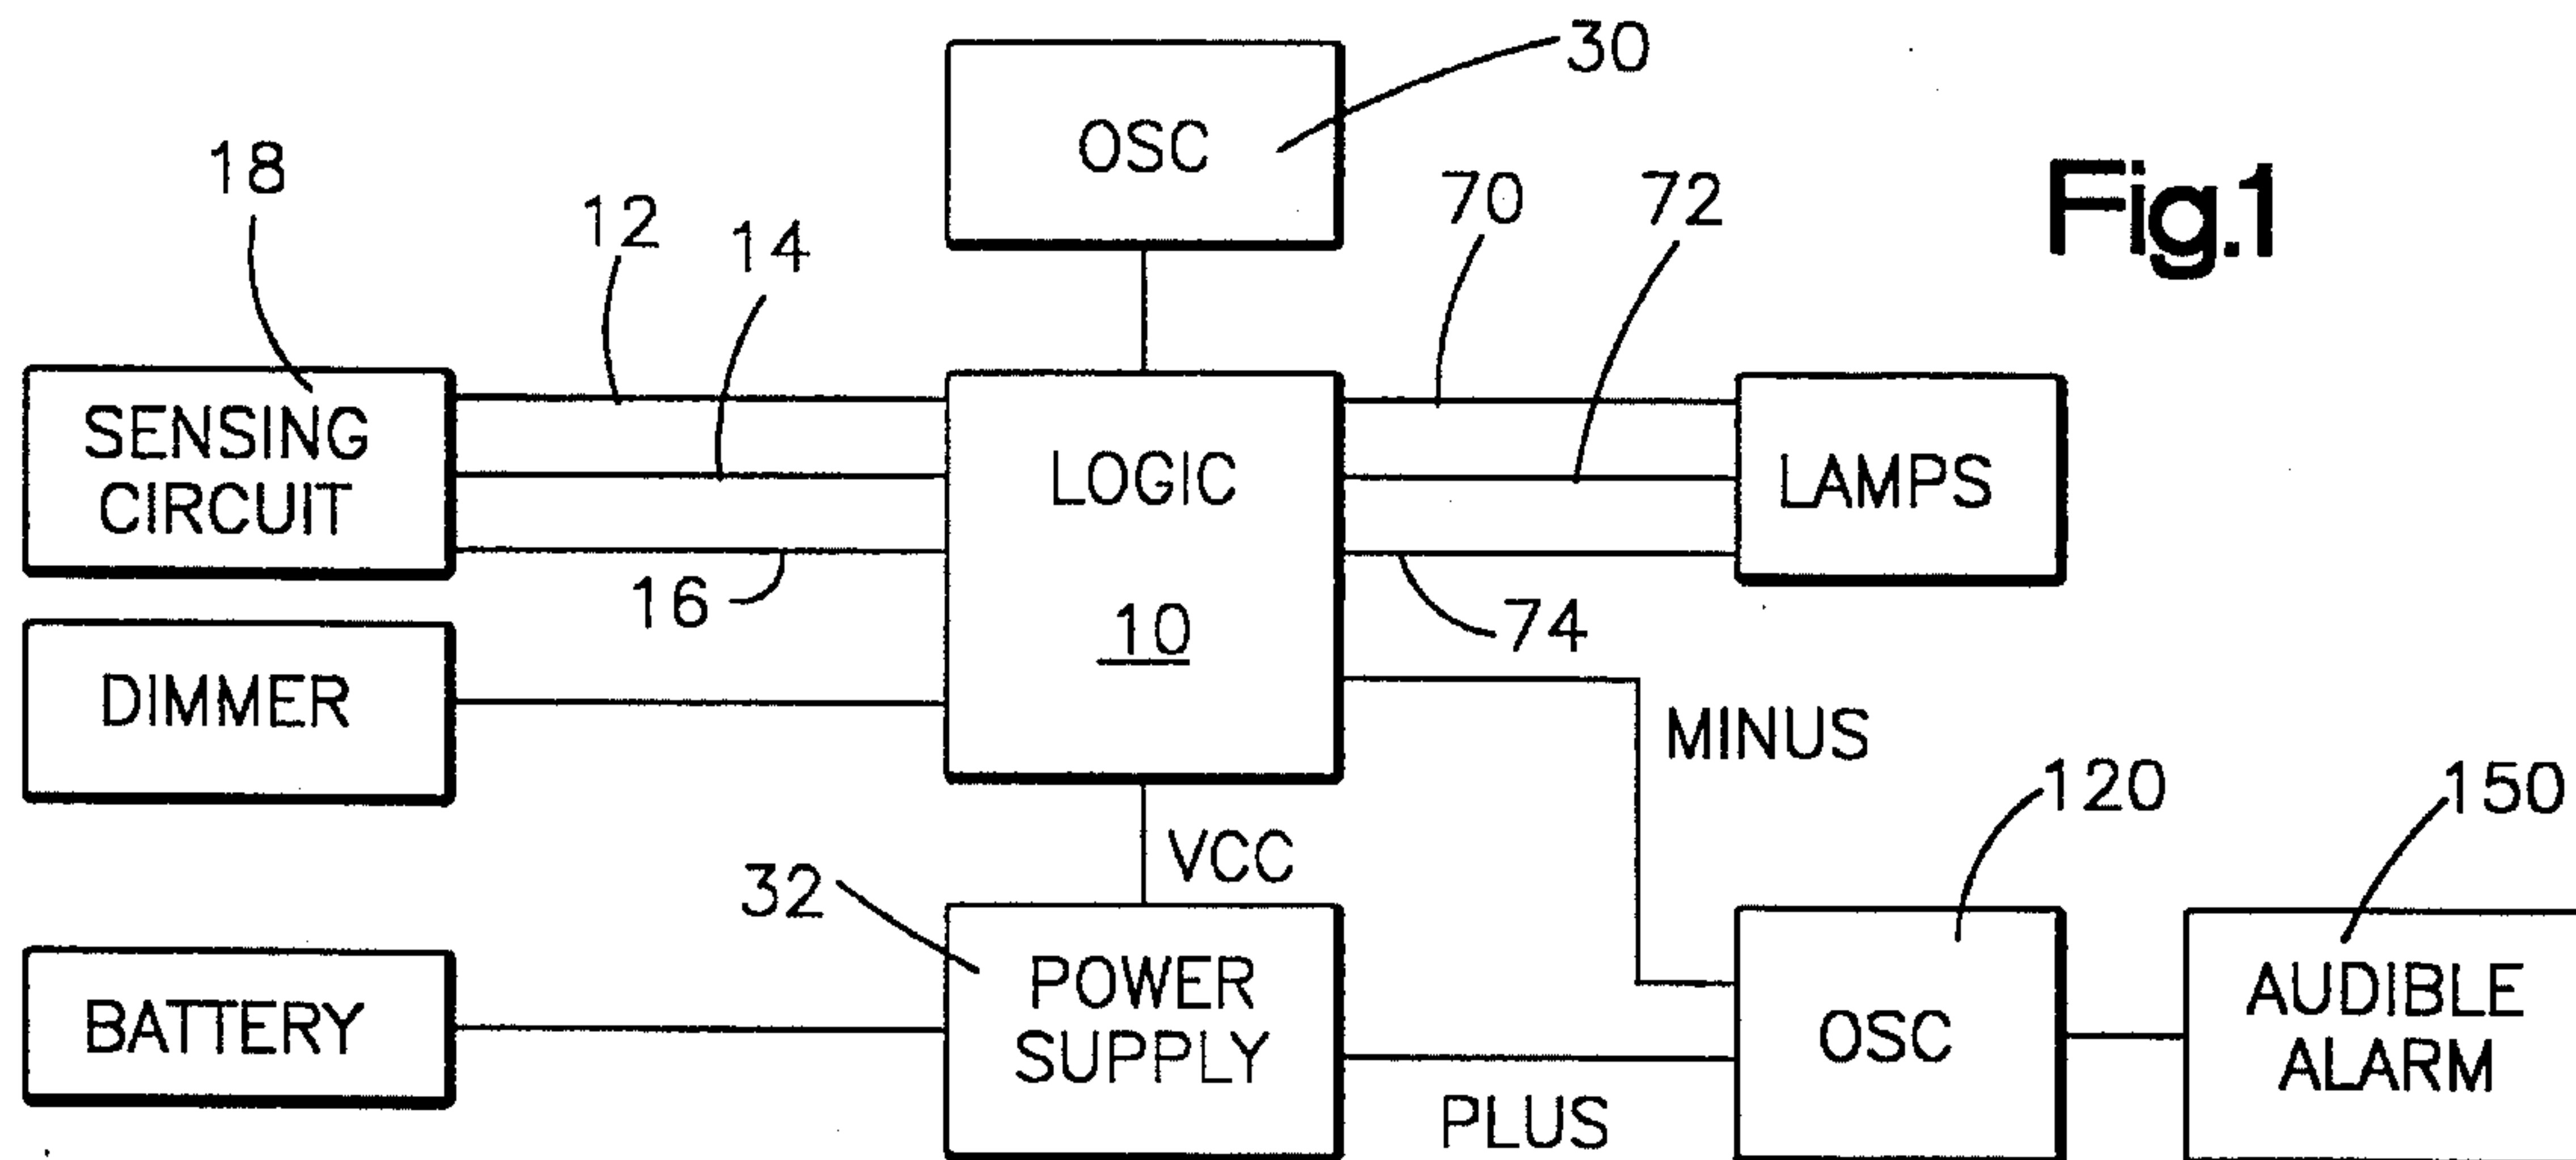 30
OSC
Fig.1
18
12
14
70
72
SENSING
CIRCUIT
LOGIC
10
LAMPS
16
74
DIMMER
MINUS
VCC
32
120
150
BATTERY
POWER
SUPPLY
PLUS
OSC
AUDIBLE
ALARM